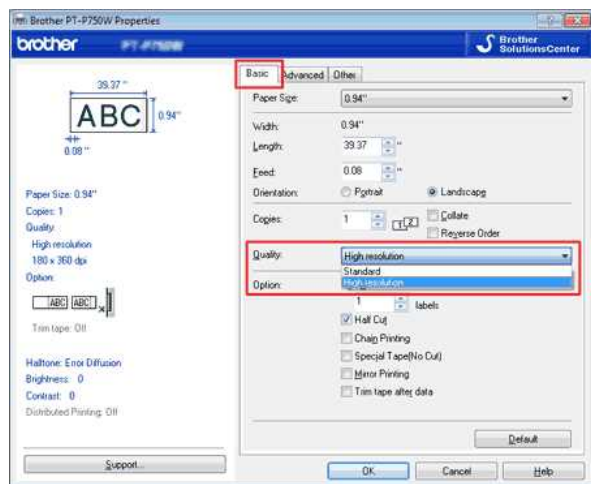 Brother PT-P750W Properties
brother PT-P750W
Brother
SolutionsCenter
39.37 "
ABC
0.94"
0.08 "
Paper Size: 0.94"
Copies: 1
Quality
High resolution
180 x 360 dpi
Option:
ABC ABC
Trim tape: Off
Halftone: Error Diffusion
Brightness: 0
Contrast: 0
Distributed Printing: Off
Support...
Basic Advanced Other
Paper Size: 0.94"
Width: 0.94"
Length: 39.37 "
Feed: 0.08 "
Orientation: Portrait Landscape
Copies: 1 1 2 Collate
Reverse Order
Quality: High resolution
Standard
High resolution
Option:
1 labels
Half Cut
Chain Printing
Special Tape(No Cut)
Mirror Printing
Trim tape after data
Default
OK Cancel Help